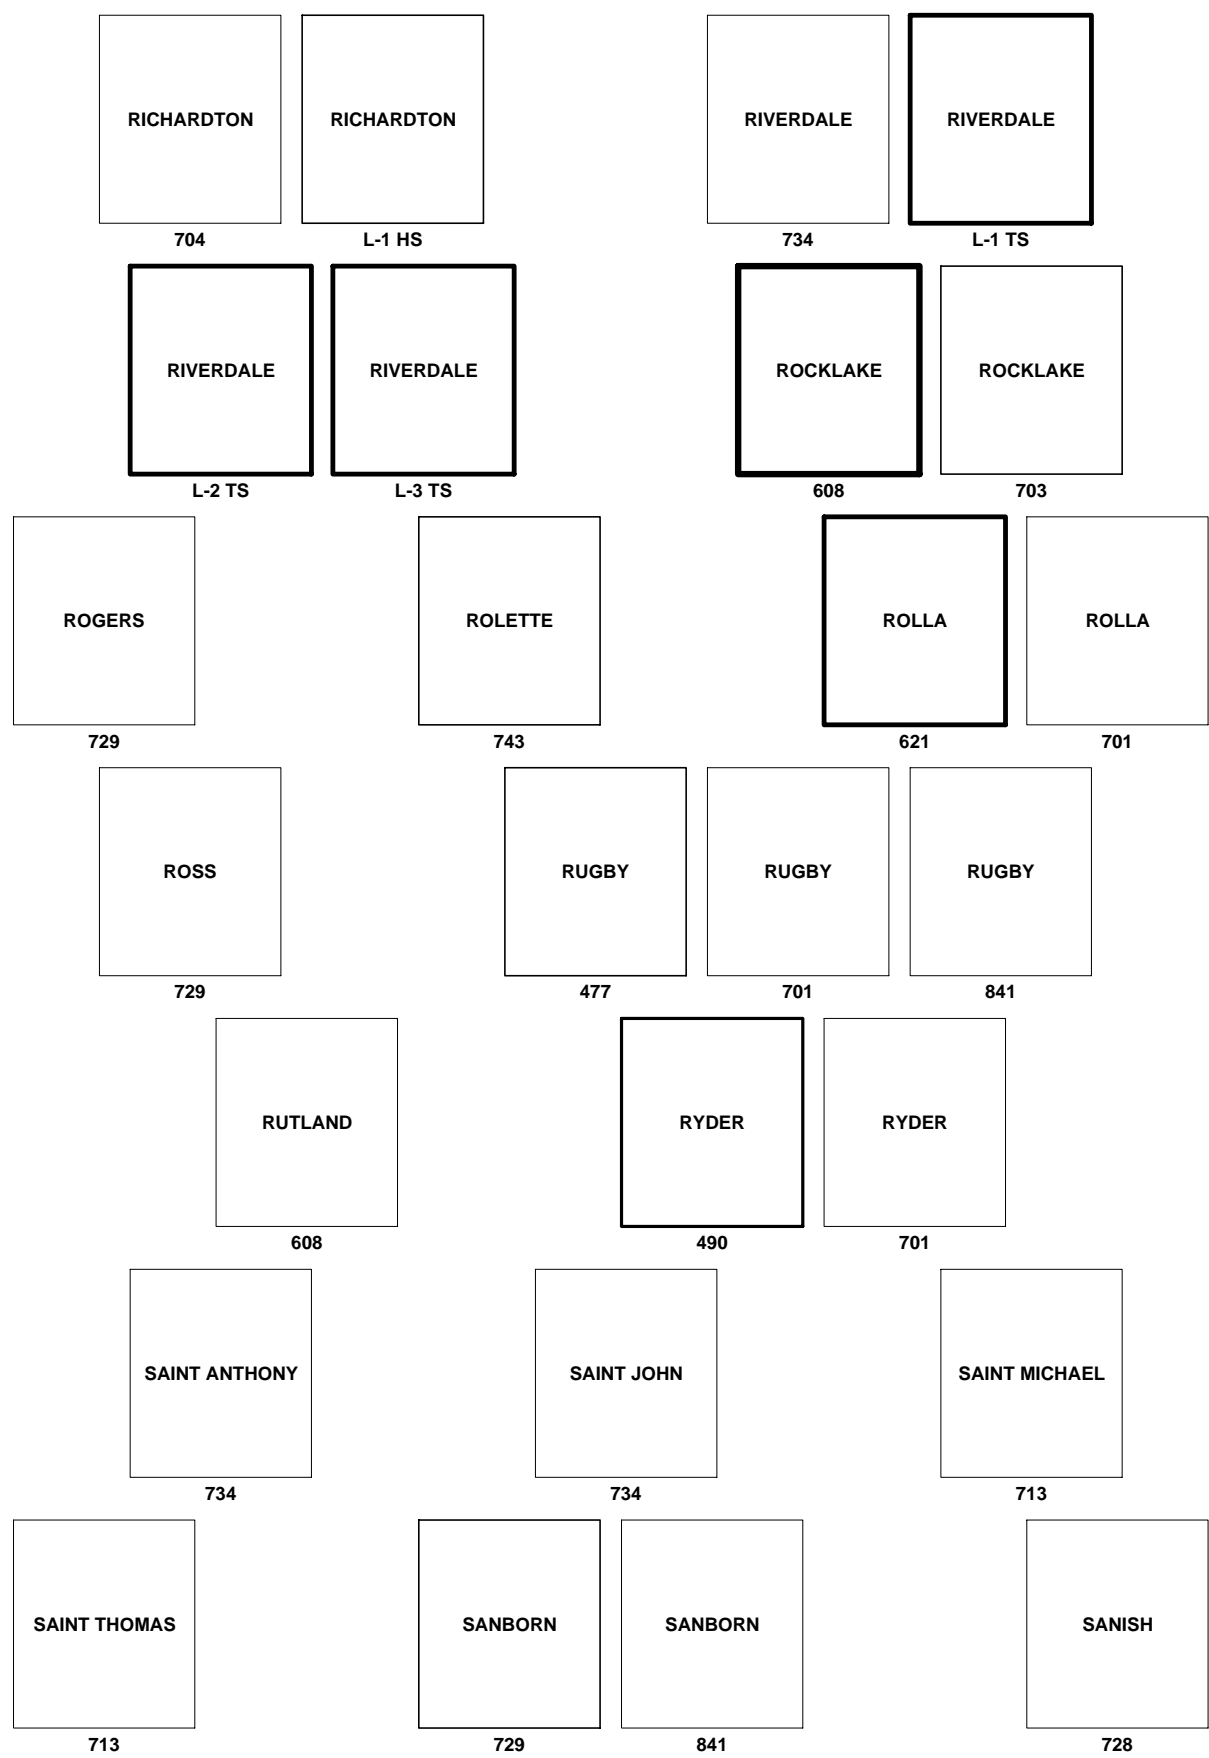 RICHARDTON RICHARDTON RIVERDALE RIVERDALE
704 L-1 HS 734 L-1 TS
RIVERDALE RIVERDALE ROCKLAKE ROCKLAKE
L-2 TS L-3 TS 608 703
ROGERS ROLETTE ROLLA ROLLA
729 743 621 701
ROSS RUGBY RUGBY RUGBY
729 477 701 841
RUTLAND RYDER RYDER
608 490 701
SAINT ANTHONY SAINT JOHN SAINT MICHAEL
734 734 713
SAINT THOMAS SANBORN SANBORN SANISH
713 729 841 728